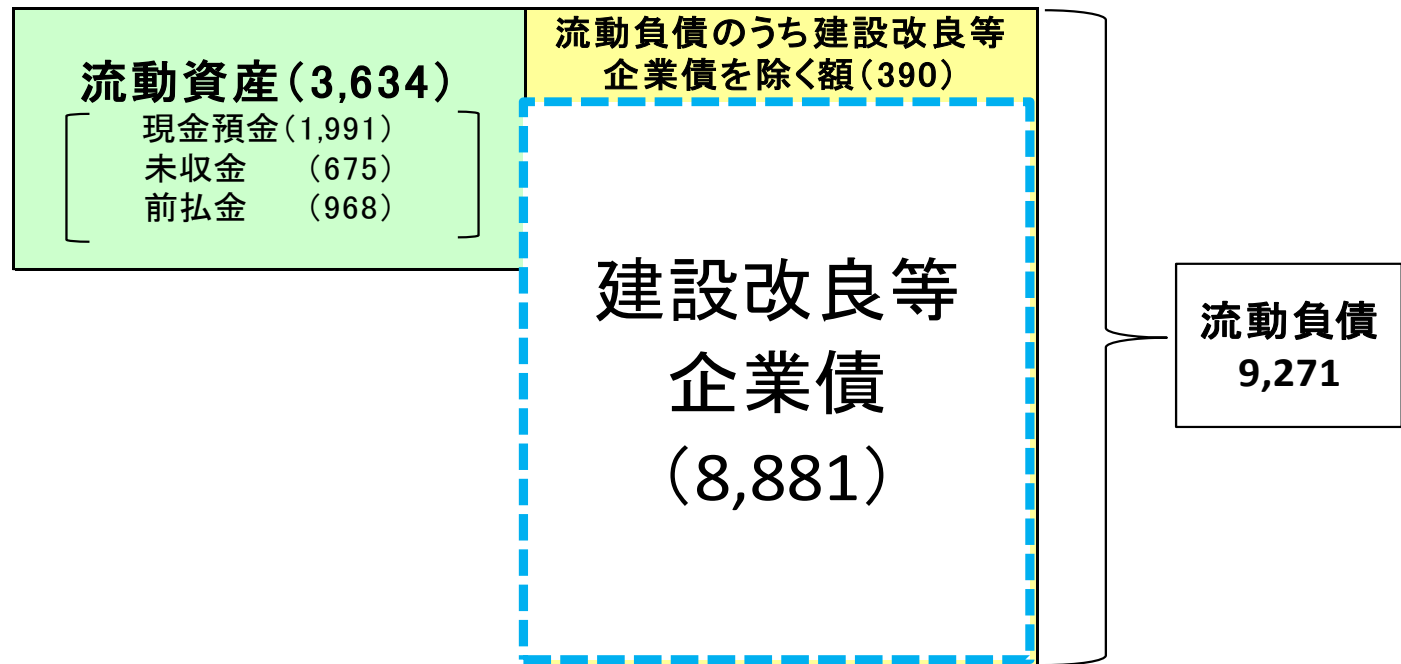 流動資産(3,634)
現金預金(1,991)
未収金　　(675)
前払金　　(968)
流動負債のうち建設改良等
企業債を除く額(390)
建設改良等
企業債
(8,881)
流動負債
9,271